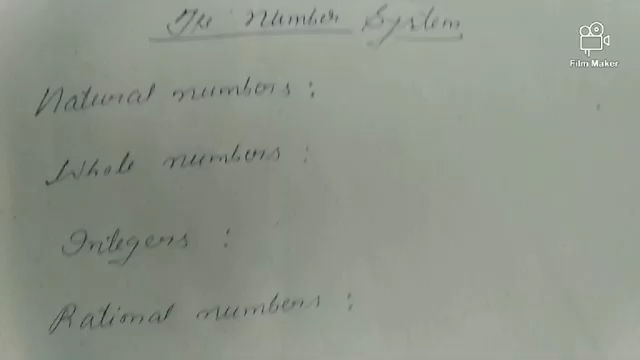 The Number System
Film Maker
Natural numbers :
Whole numbers :
Integers :
Rational numbers :